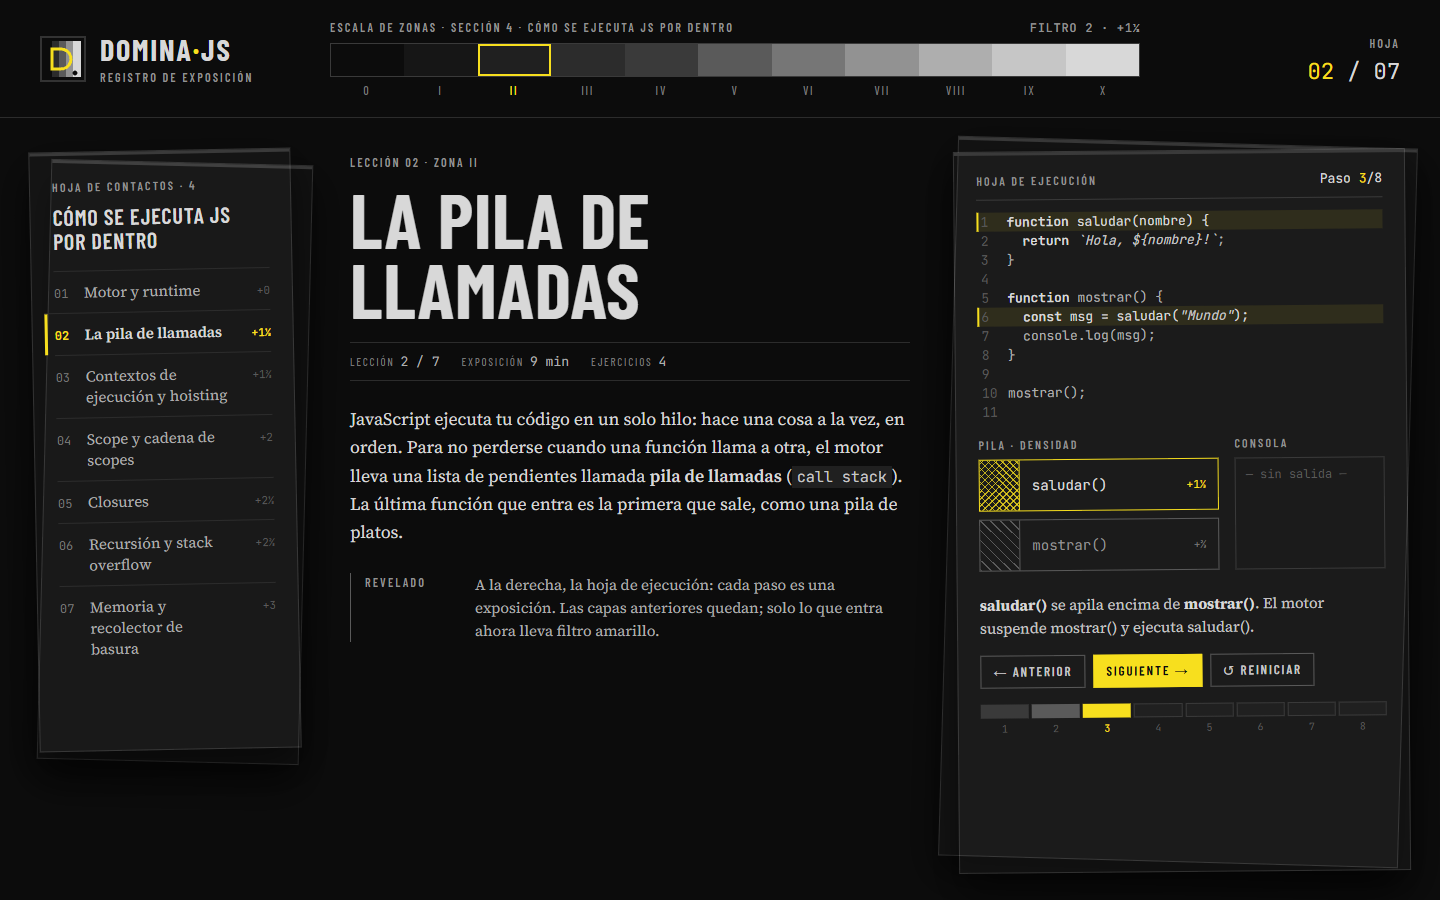 DOMINA·JS
REGISTRO DE EXPOSICIÓN
ESCALA DE ZONAS · SECCIÓN 4 · CÓMO SE EJECUTA JS POR DENTRO
FILTRO 2 · +1½
0 I II III IV V VI VII VIII IX X
HOJA
02 / 07
HOJA DE CONTACTOS · 4
CÓMO SE EJECUTA JS
POR DENTRO
01 Motor y runtime +0
02 La pila de llamadas +1½
03 Contextos de +1½
ejecución y hoisting
04 Scope y cadena de +2
scopes
05 Closures +2½
06 Recursión y stack +2½
overflow
07 Memoria y +3
recolector de
basura
LECCIÓN 02 · ZONA II
LA PILA DE
LLAMADAS
LECCIÓN 2 / 7 EXPOSICIÓN 9 min EJERCICIOS 4
JavaScript ejecuta tu código en un solo hilo: hace una cosa a la vez, en
orden. Para no perderse cuando una función llama a otra, el motor
lleva una lista de pendientes llamada pila de llamadas (call stack).
La última función que entra es la primera que sale, como una pila de
platos.
REVELADO
A la derecha, la hoja de ejecución: cada paso es una
exposición. Las capas anteriores quedan; solo lo que entra
ahora lleva filtro amarillo.
HOJA DE EJECUCIÓN
Paso 3/8
1 function saludar(nombre) {
2 return `Hola, ${nombre}!`;
3 }
4
5 function mostrar() {
6 const msg = saludar("Mundo");
7 console.log(msg);
8 }
9
10 mostrar();
11
PILA · DENSIDAD
saludar() +1½
mostrar() +½
CONSOLA
— sin salida —
saludar() se apila encima de mostrar(). El motor
suspende mostrar() y ejecuta saludar().
← ANTERIOR
SIGUIENTE →
↺ REINICIAR
1 2 3 4 5 6 7 8